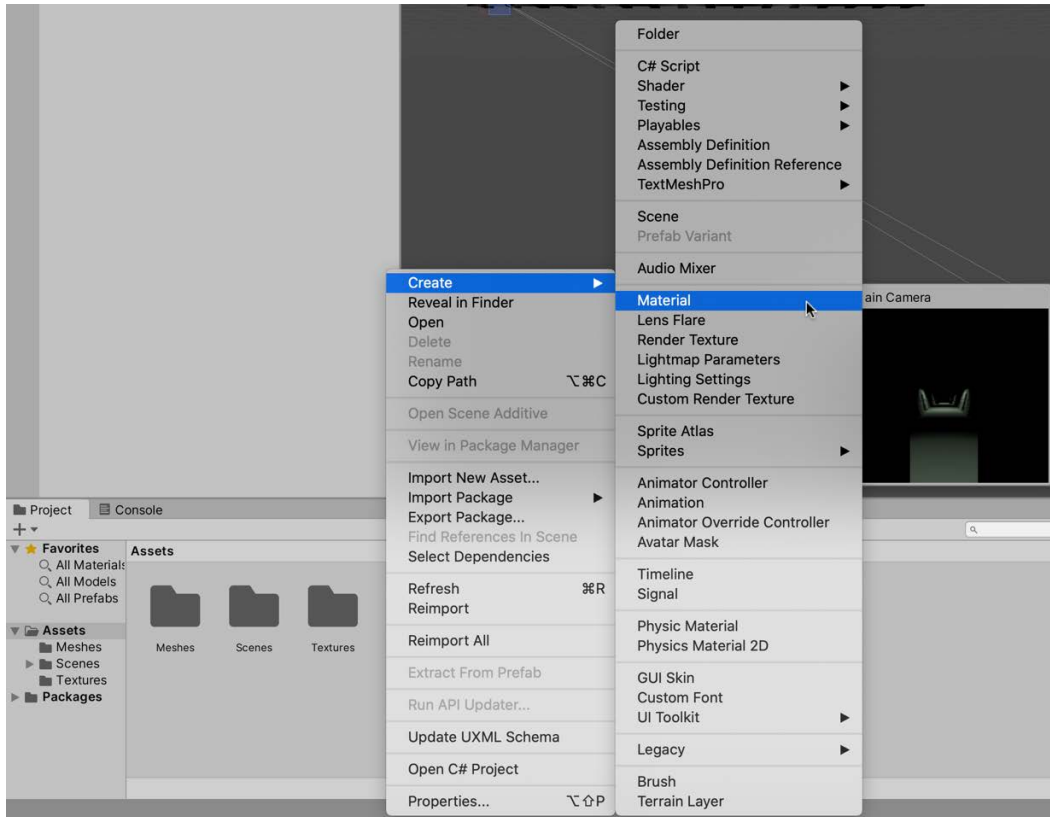 Folder
C# Script
Shader
Testing
Playables
Assembly Definition
Assembly Definition Reference
TextMeshPro
Scene
Prefab Variant
Audio Mixer
Material
Lens Flare
Render Texture
Lightmap Parameters
Lighting Settings
Custom Render Texture
Sprite Atlas
Sprites
Animator Controller
Animation
Animator Override Controller
Avatar Mask
Timeline
Signal
Physic Material
Physics Material 2D
GUI Skin
Custom Font
UI Toolkit
Legacy
Brush
Terrain Layer
Create
Reveal in Finder
Open
Delete
Rename
Copy Path ⌥⌘C
Open Scene Additive
View in Package Manager
Import New Asset...
Import Package
Export Package...
Find References In Scene
Select Dependencies
Refresh ⌘R
Reimport
Reimport All
Extract From Prefab
Run API Updater...
Update UXML Schema
Open C# Project
Properties... ⌥⇧P
ain Camera
Project Console
Favorites
All Materials
All Models
All Prefabs
Assets
Meshes
Scenes
Textures
Packages
Assets
Meshes Scenes Textures